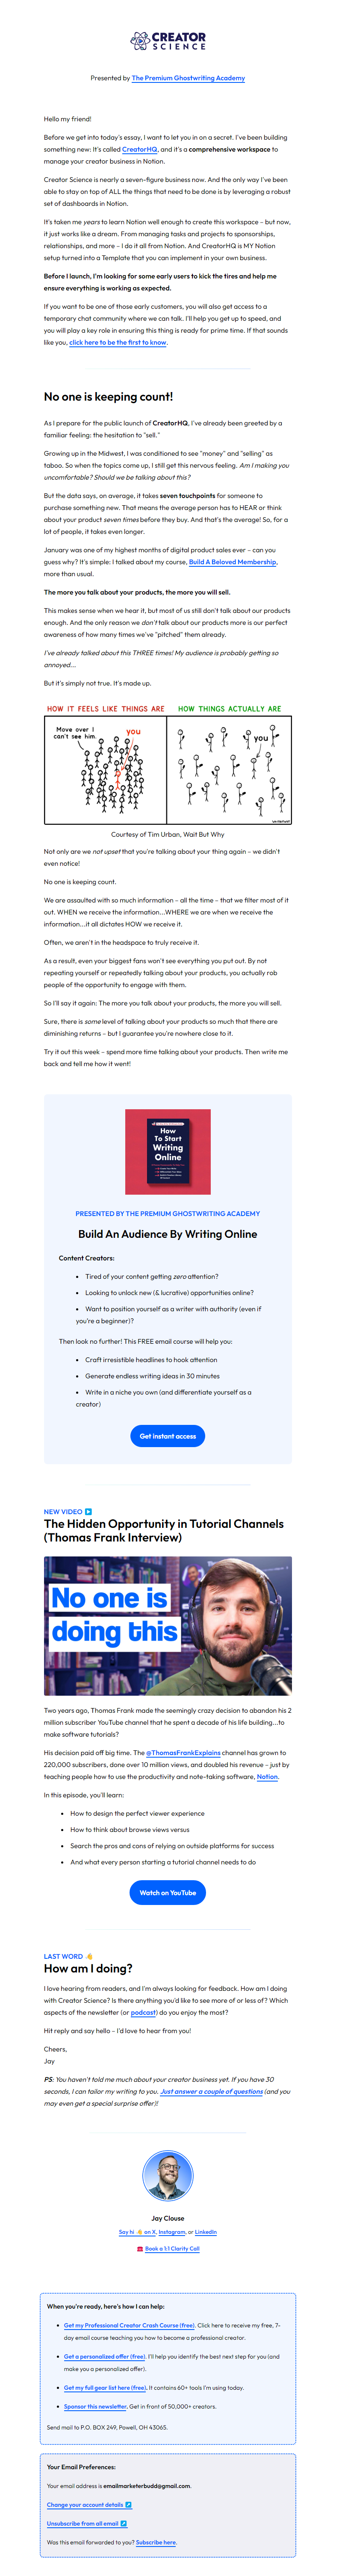 CREATOR
SCIENCE
Presented by The Premium Ghostwriting Academy
Hello my friend!
Before we get into today's essay, I want to let you in on a secret. I've been building
something new: It's called CreatorHQ, and it's a comprehensive workspace to
manage your creator business in Notion.
Creator Science is nearly a seven-figure business now. And the only way I've been
able to stay on top of ALL the things that need to be done is by leveraging a robust
set of dashboards in Notion.
It's taken me years to learn Notion well enough to create this workspace – but now,
it just works like a dream. From managing tasks and projects to sponsorships,
relationships, and more – I do it all from Notion. And CreatorHQ is MY Notion
setup turned into a Template that you can implement in your own business.
Before I launch, I'm looking for some early users to kick the tires and help me
ensure everything is working as expected.
If you want to be one of those early customers, you will also get access to a
temporary chat community where we can talk. I'll help you get up to speed, and
you will play a key role in ensuring this thing is ready for prime time. If that sounds
like you, click here to be the first to know.
No one is keeping count!
As I prepare for the public launch of CreatorHQ, I've already been greeted by a
familiar feeling: the hesitation to "sell."
Growing up in the Midwest, I was conditioned to see "money" and "selling" as
taboo. So when the topics come up, I still get this nervous feeling. Am I making you
uncomfortable? Should we be talking about this?
But the data says, on average, it takes seven touchpoints for someone to
purchase something new. That means the average person has to HEAR or THINK
about your product seven times before they buy. And that's the average! So, for a
lot of people, it takes even longer.
January was one of my highest months of digital product sales ever – can you
guess why? It's simple: I talked about my course, Build A Beloved Membership,
more than usual.
The more you talk about your products, the more you will sell.
This makes sense when we hear it, but most of us still don't talk about our products
enough. And the only reason we don't talk about our products more is our perfect
awareness of how many times we've "pitched" them already.
I've already talked about this THREE times! My audience is probably getting so
annoyed...
But it's simply not true. It's made up.
HOW IT FEELS LIKE THINGS ARE
HOW THINGS ACTUALLY ARE
Move over I
can't see him.
you
you
Courtesy of Tim Urban, Wait But Why
Not only are we not upset that you're talking about your thing again – we didn't
even notice!
No one is keeping count.
We are assaulted with so much information – all the time – that we filter most of it
out. WHEN we receive the information...WHERE we are when we receive the
information...it all dictates HOW we receive it.
Often, we aren't in the headspace to truly receive it.
As a result, even your biggest fans won't see everything you put out. By not
repeating yourself or repeatedly talking about your products, you actually rob
people of the opportunity to engage with them.
So I'll say it again: The more you talk about your products, the more you will sell.
Sure, there is some level of talking about your products so much that there are
diminishing returns – but I guarantee you're nowhere close to it.
Try it out this week – spend more time talking about your products. Then write me
back and tell me how it went!
How
To Start
Writing
Online
PRESENTED BY THE PREMIUM GHOSTWRITING ACADEMY
Build An Audience By Writing Online
Content Creators:
• Tired of your content getting zero attention?
• Looking to unlock new (& lucrative) opportunities online?
• Want to position yourself as a writer with authority (even if
you're a beginner)?
Then look no further! This FREE email course will help you:
• Craft irresistible headlines to hook attention
• Generate endless writing ideas in 30 minutes
• Write in a niche you own (and differentiate yourself as a
creator)
Get instant access
NEW VIDEO ▶️
The Hidden Opportunity in Tutorial Channels
(Thomas Frank Interview)
No one is
doing this
Two years ago, Thomas Frank made the seemingly crazy decision to abandon his 2
million subscriber YouTube channel that he spent a decade of his life building...to
make software tutorials?
His decision paid off big time. The @ThomasFrankExplains channel has grown to
220,000 subscribers, done over 10 million views, and doubled his revenue – just by
teaching people how to use the productivity and note-taking software, Notion.
In this episode, you'll learn:
• How to design the perfect viewer experience
• How to think about browse views versus
• Search the pros and cons of relying on outside platforms for success
• And what every person starting a tutorial channel needs to do
Watch on YouTube
LAST WORD 👋
How am I doing?
I love hearing from readers, and I'm always looking for feedback. How am I doing
with Creator Science? Is there anything you'd like to see more of or less of? Which
aspects of the newsletter (or podcast) do you enjoy the most?
Hit reply and say hello – I'd love to hear from you!
Cheers,
Jay
PS: You haven't told me much about your creator business yet. If you have 30
seconds, I can tailor my writing to you. Just answer a couple of questions (and you
may even get a special surprise offer)!
Jay Clouse
Say hi 👋 on X, Instagram, or LinkedIn
☎️ Book a 1:1 Clarity Call
When you're ready, here's how I can help:
• Get my Professional Creator Crash Course (free). Click here to receive my free, 7-
day email course teaching you how to become a professional creator.
• Get a personalized offer (free). I'll help you identify the best next step for you (and
make you a personalized offer).
• Get my full gear list here (free). It contains 60+ tools I'm using today.
• Sponsor this newsletter. Get in front of 50,000+ creators.
Send mail to P.O. BOX 249, Powell, OH 43065.
Your Email Preferences:
Your email address is emailmarketerbudd@gmail.com.
Change your account details ↗️
Unsubscribe from all email ↗️
Was this email forwarded to you? Subscribe here.